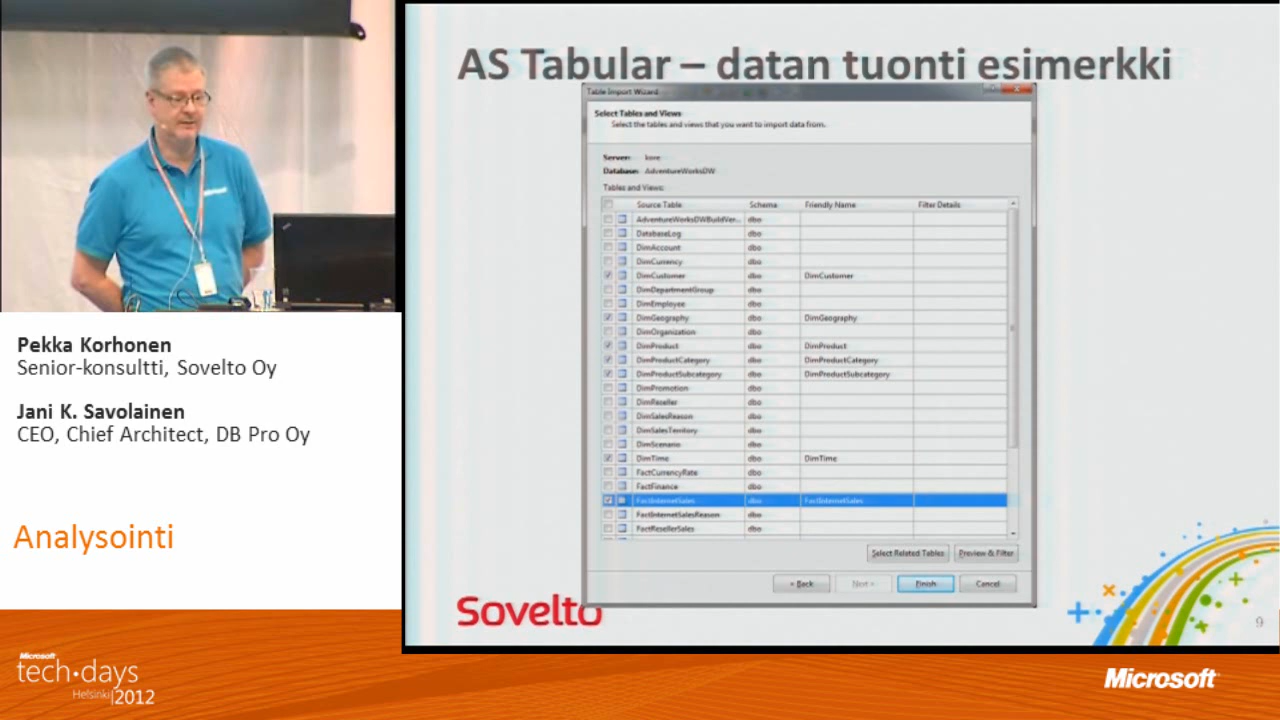 AS Tabular – datan tuonti esimerkki
Table Import Wizard
Select Tables and Views
Select the tables and views that you want to import data from.
Server: kore
Database: AdventureWorksDW
Tables and Views:
Source Table Schema Friendly Name Filter Details
AdventureWorksDWBuildVer... dbo
DatabaseLog dbo
DimAccount dbo
DimCurrency dbo
DimCustomer dbo DimCustomer
DimDepartmentGroup dbo
DimEmployee dbo
DimGeography dbo DimGeography
DimOrganization dbo
DimProduct dbo DimProduct
DimProductCategory dbo DimProductCategory
DimProductSubcategory dbo DimProductSubcategory
DimPromotion dbo
DimReseller dbo
DimSalesReason dbo
DimSalesTerritory dbo
DimScenario dbo
DimTime dbo DimTime
FactCurrencyRate dbo
FactFinance dbo
FactInternetSales dbo FactInternetSales
FactInternetSalesReason dbo
FactResellerSales dbo
Select Related Tables Preview & Filter
< Back Next > Finish Cancel
Sovelto
9
Pekka Korhonen
Senior-konsultti, Sovelto Oy
Jani K. Savolainen
CEO, Chief Architect, DB Pro Oy
Analysointi
Microsoft
tech·days
Helsinki|2012
Microsoft